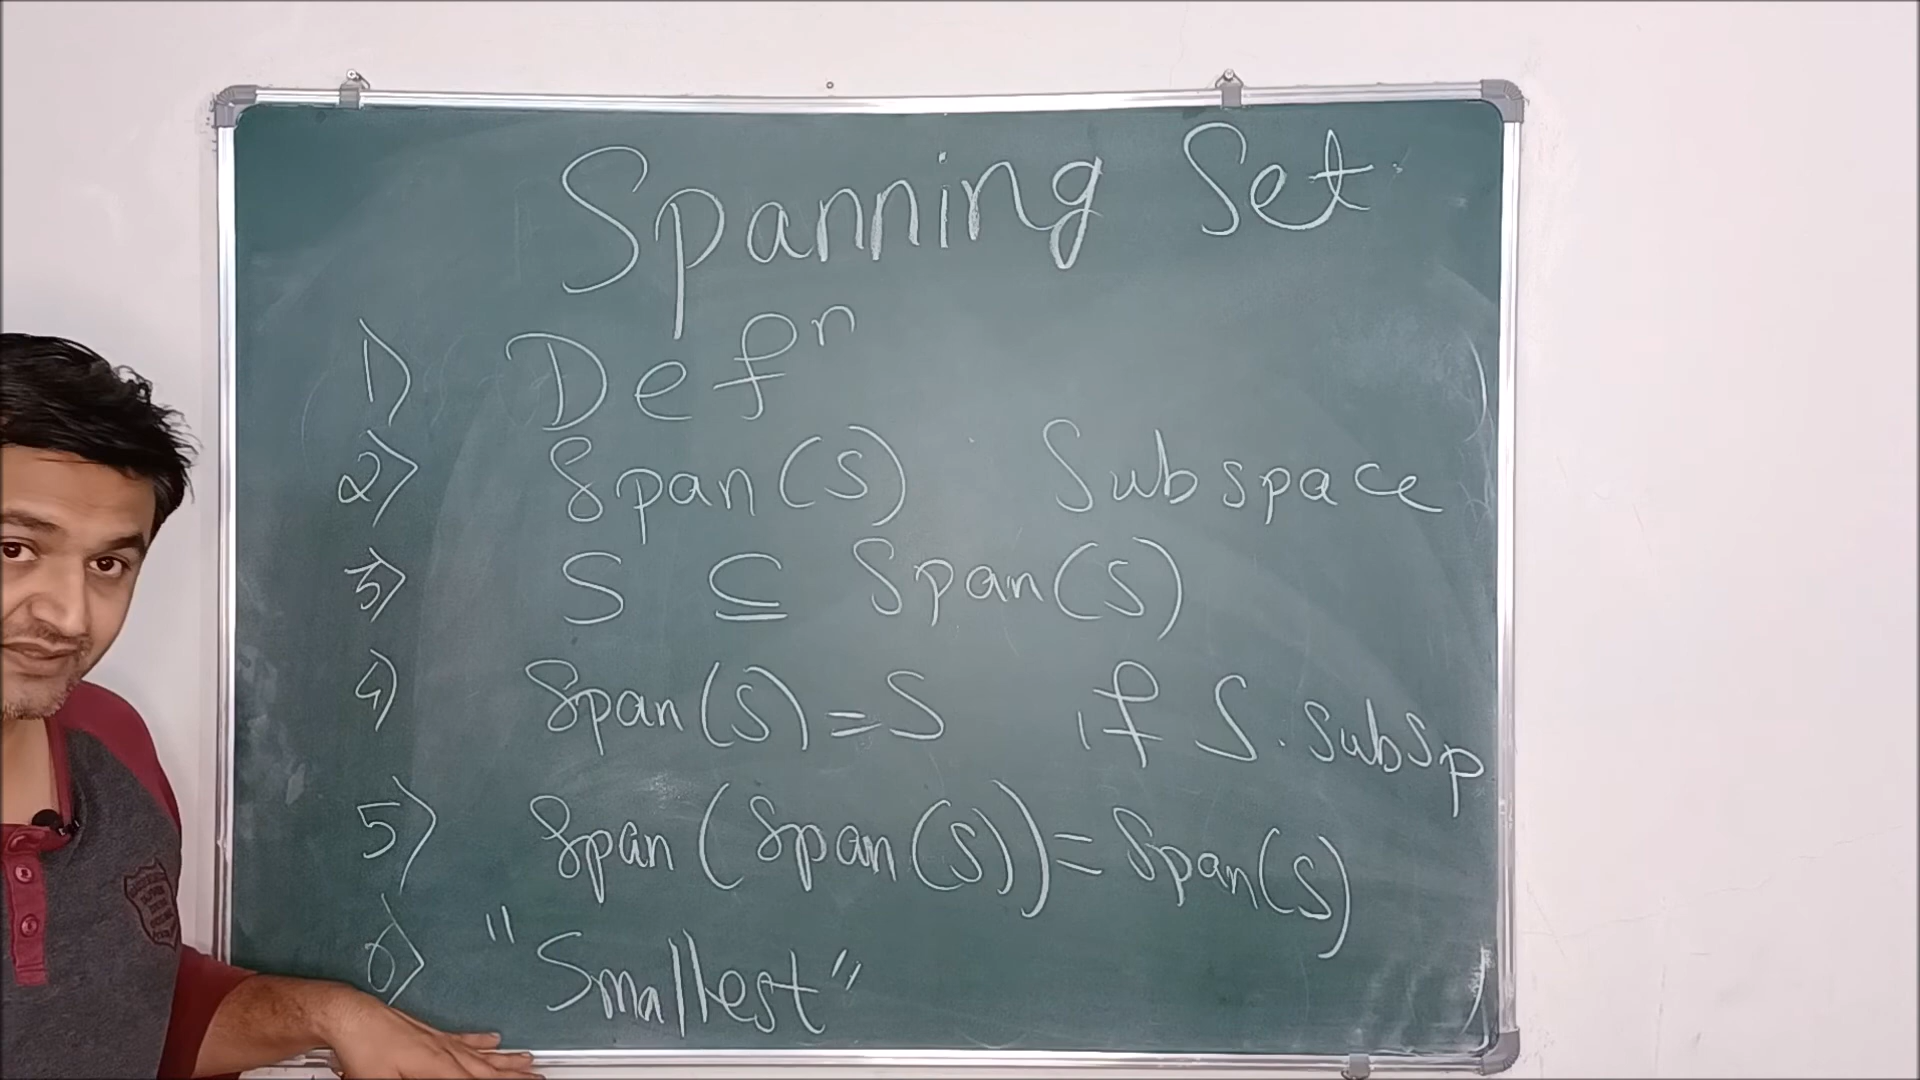 Spanning Set
1) Defⁿ
2) Span(S) Subspace
3) S ⊆ Span(S)
4) Span(S) = S if S. subsp
5) Span(Span(S)) = Span(S)
6) "Smallest"